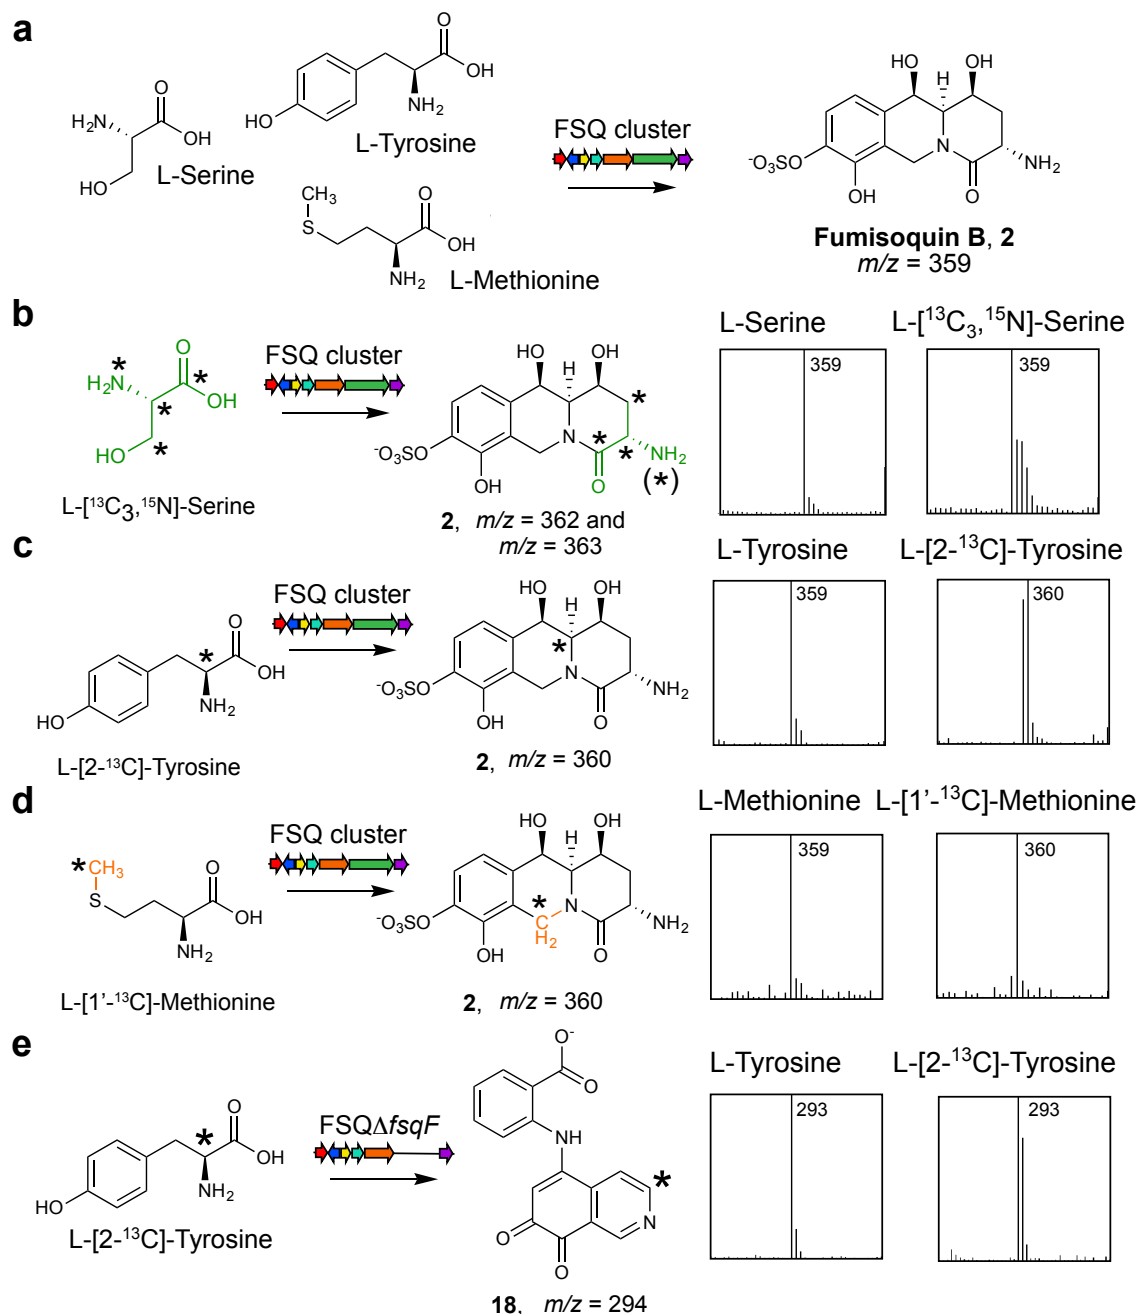 a
L-Serine
L-Tyrosine
L-Methionine
H2N
O
OH
HO
O
OH
NH2
HO
CH3
S
O
OH
NH2
FSQ cluster
HO
H
OH
N
-O3SO
OH
O
NH2
Fumisoquin B, 2
m/z = 359
b
H2N
*
O
*
OH
*
*
HO
L-[13C3,15N]-Serine
FSQ cluster
HO
H
OH
*
N
*
*
NH2
(*)
-O3SO
OH
O
2, m/z = 362 and
m/z = 363
L-Serine
359
L-[13C3,15N]-Serine
359
c
*
O
OH
NH2
HO
L-[2-13C]-Tyrosine
FSQ cluster
HO
H
OH
*
N
NH2
-O3SO
OH
O
2, m/z = 360
L-Tyrosine
359
L-[2-13C]-Tyrosine
360
d
*
CH3
S
O
OH
NH2
L-[1'-13C]-Methionine
FSQ cluster
HO
H
OH
*
N
C
H2
NH2
-O3SO
OH
O
2, m/z = 360
L-Methionine
359
L-[1'-13C]-Methionine
360
e
*
O
OH
NH2
HO
L-[2-13C]-Tyrosine
FSQΔfsqF
O-
O
NH
*
N
O
O
18, m/z = 294
L-Tyrosine
293
L-[2-13C]-Tyrosine
293